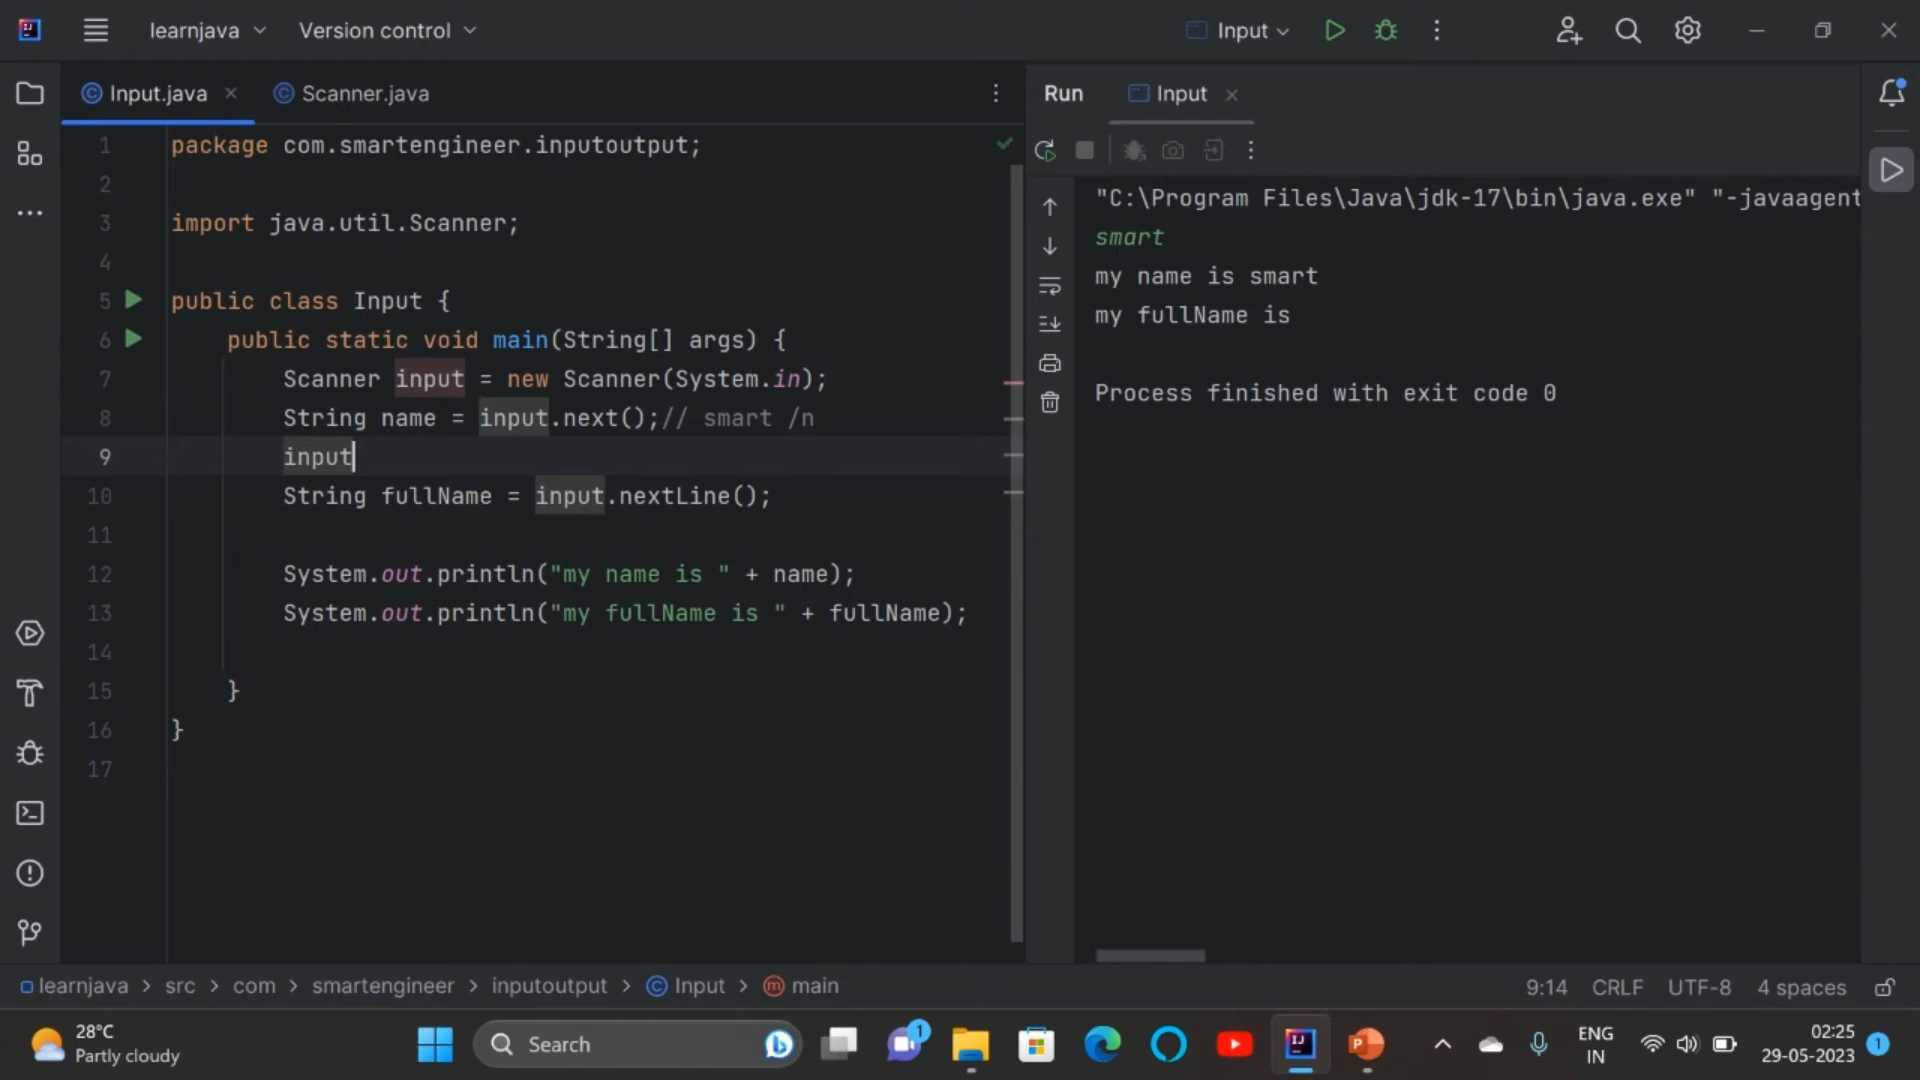 learnjava
Version control
Input
Input.java
Scanner.java
Run
Input
1 package com.smartengineer.inputoutput;
2
3 import java.util.Scanner;
4
5 public class Input {
6 public static void main(String[] args) {
7 Scanner input = new Scanner(System.in);
8 String name = input.next();// smart /n
9 input
10 String fullName = input.nextLine();
11
12 System.out.println("my name is " + name);
13 System.out.println("my fullName is " + fullName);
14
15 }
16 }
17
"C:\Program Files\Java\jdk-17\bin\java.exe" "-javaagent
smart
my name is smart
my fullName is
Process finished with exit code 0
learnjava > src > com > smartengineer > inputoutput > Input > main
9:14 CRLF UTF-8 4 spaces
28°C
Partly cloudy
Search
1
ENG
IN
02:25
29-05-2023
1